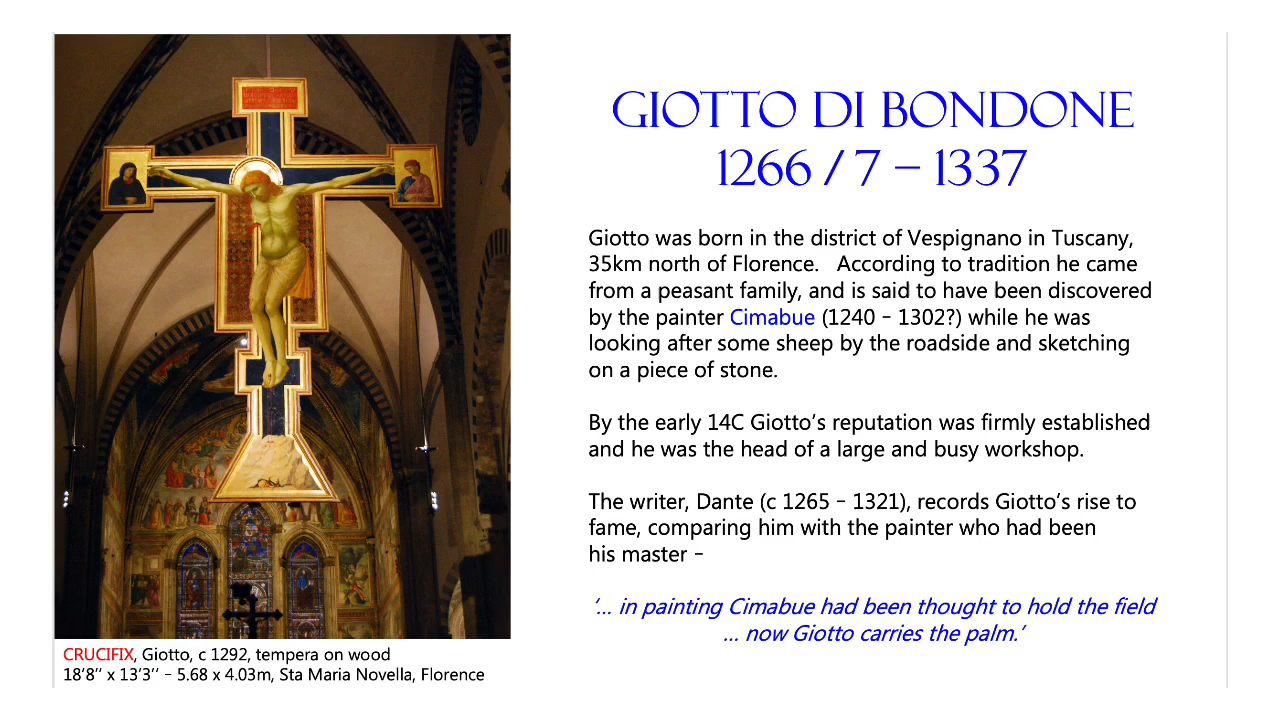 GIOTTO DI BONDONE
1266 / 7 – 1337
Giotto was born in the district of Vespignano in Tuscany,
35km north of Florence.   According to tradition he came
from a peasant family, and is said to have been discovered
by the painter Cimabue (1240 – 1302?) while he was
looking after some sheep by the roadside and sketching
on a piece of stone.
By the early 14C Giotto’s reputation was firmly established
and he was the head of a large and busy workshop.
The writer, Dante (c 1265 – 1321), records Giotto’s rise to
fame, comparing him with the painter who had been
his master –
‘... in painting Cimabue had been thought to hold the field
... now Giotto carries the palm.’
CRUCIFIX, Giotto, c 1292, tempera on wood
18’8’’ x 13’3’’ – 5.68 x 4.03m, Sta Maria Novella, Florence